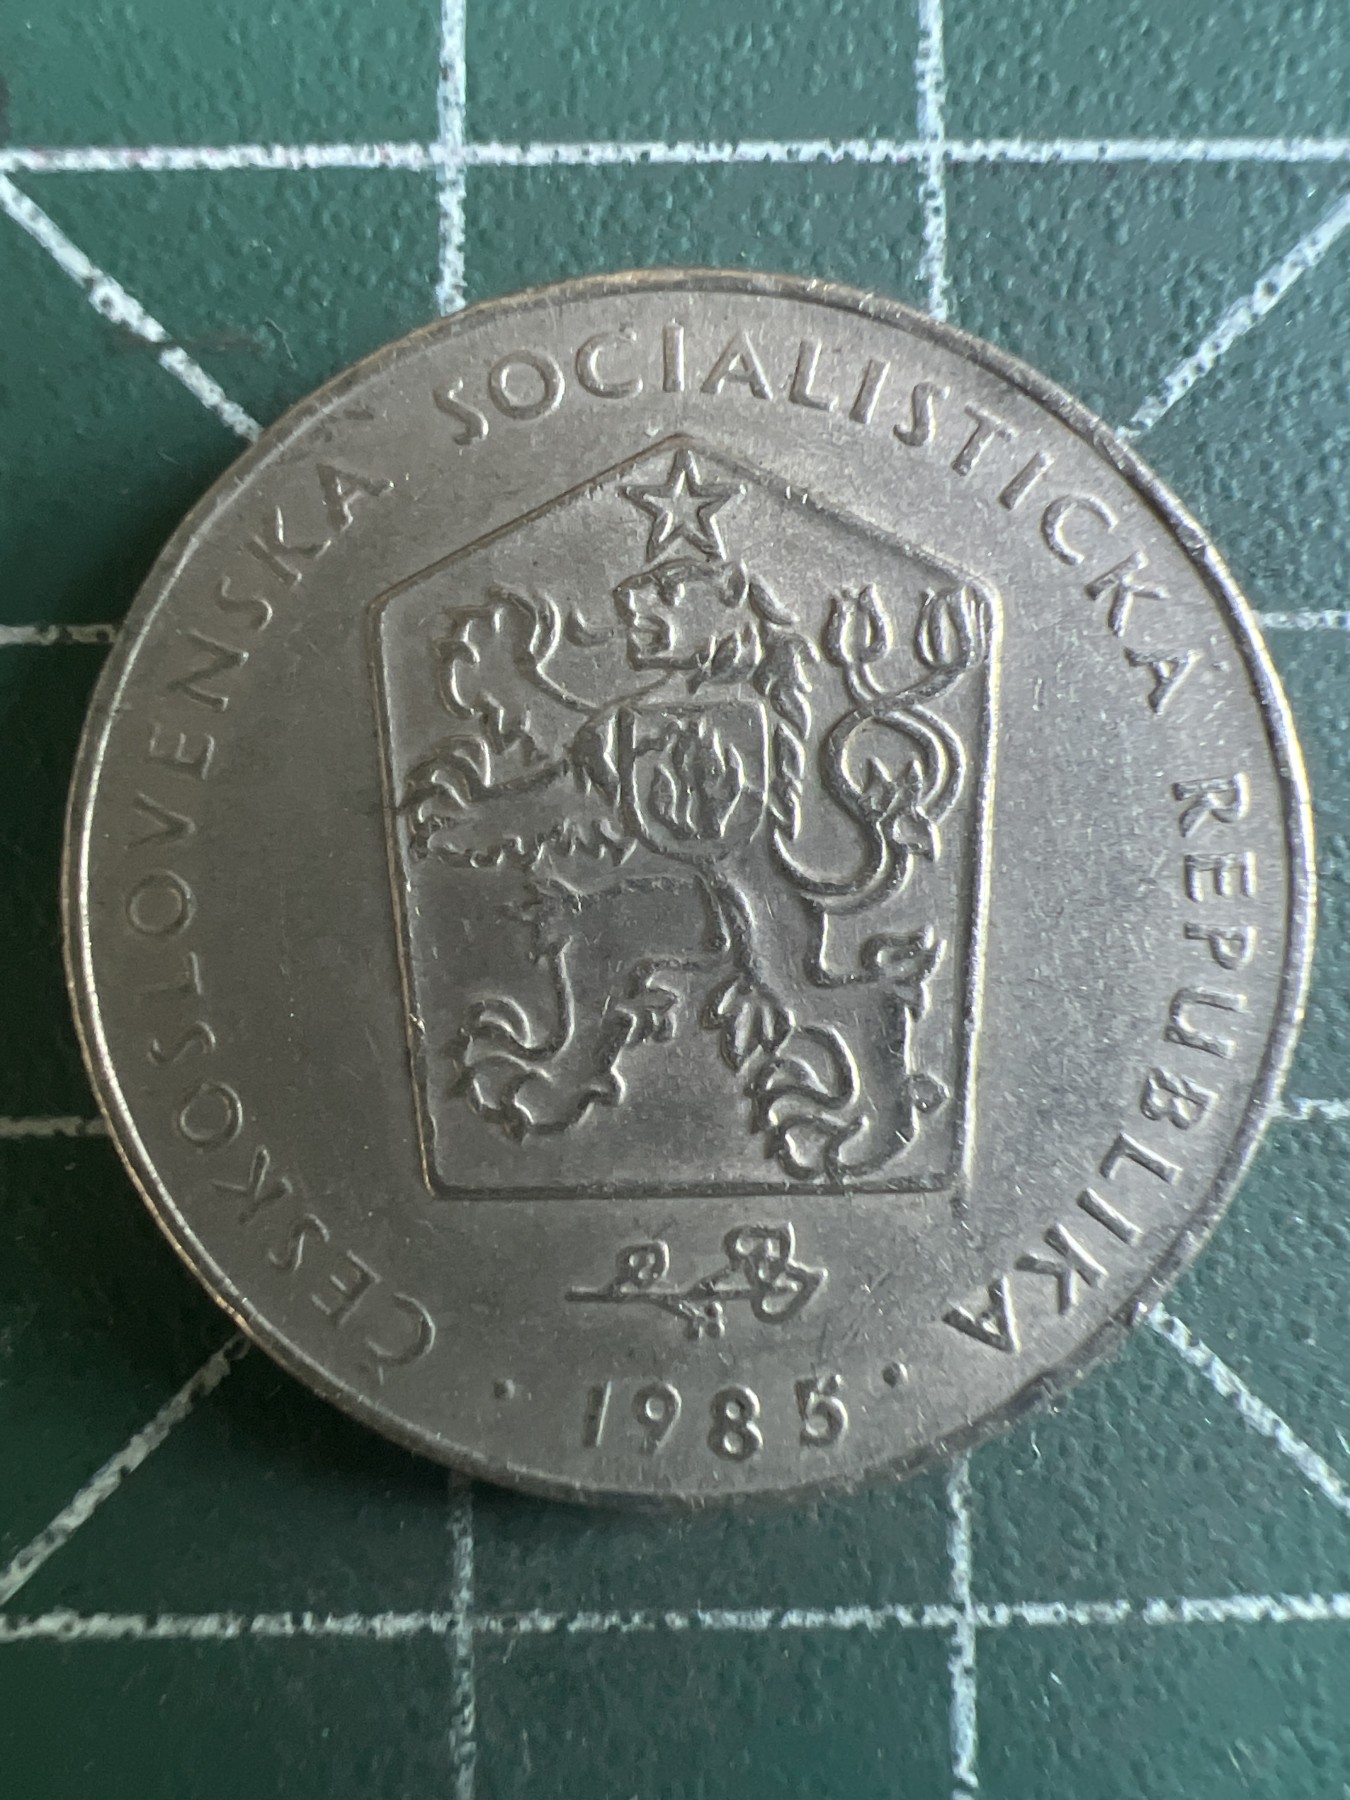 ČESKOSLOVENSKÁ SOCIALISTICKÁ REPUBLIKA
· 1985 ·